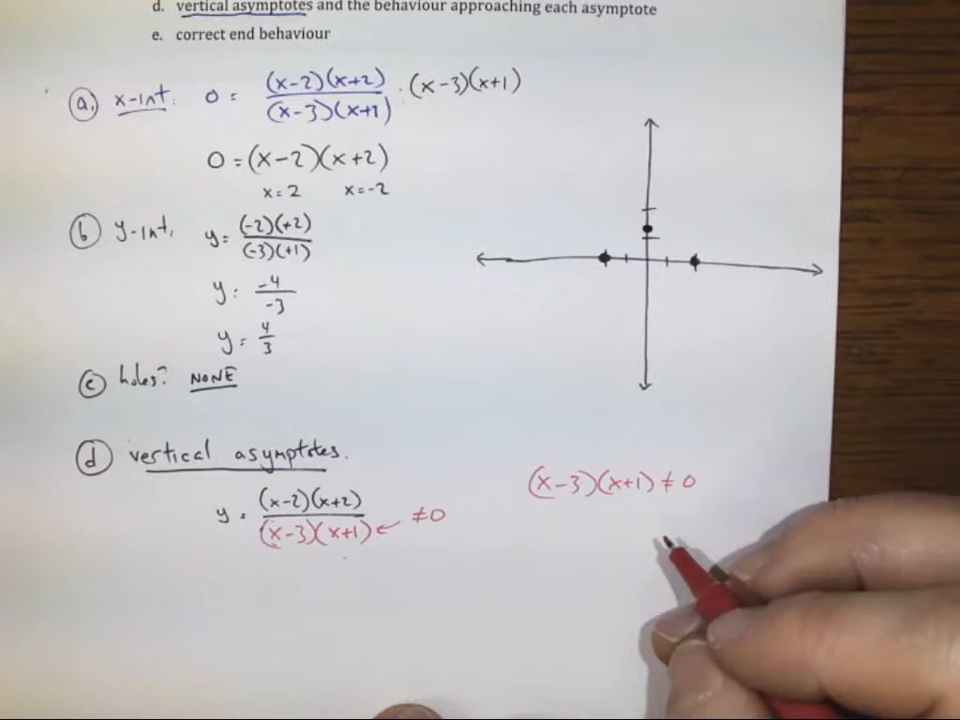 d. vertical asymptotes and the behaviour approaching each asymptote
e. correct end behaviour
a. x-int: 0 = (x-2)(x+2) / (x-3)(x+1) · (x-3)(x+1)
0 = (x-2)(x+2)
x=2 x=-2
b y-int. y = (-2)(+2) / (-3)(+1)
y = -4 / -3
y = 4/3
c holes? NONE
d vertical asymptotes.
y = (x-2)(x+2) / (x-3)(x+1) ← ≠0
(x-3)(x+1) ≠ 0